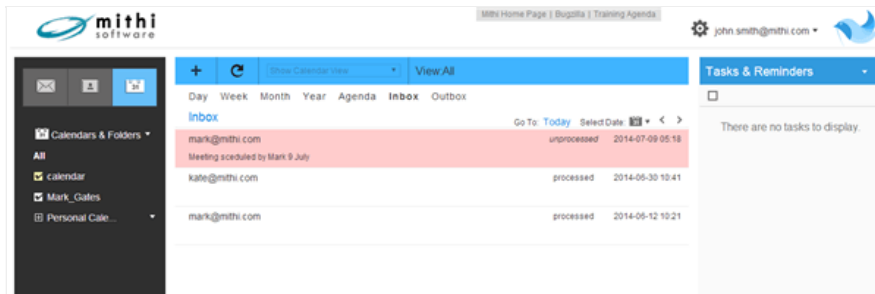 mithi
software
Mithi Home Page | Bugzilla | Training Agenda
john.smith@mithi.com
31
Show Calendar View
View:All
Tasks & Reminders
Day Week Month Year Agenda Inbox Outbox
Inbox
Go To: Today Select Date:
There are no tasks to display.
Calendars & Folders
All
calendar
Mark_Gates
Personal Cale...
mark@mithi.com unprocessed 2014-07-09 05:18
Meeting sceduled by Mark 9 July
kate@mithi.com processed 2014-06-30 10:41
mark@mithi.com processed 2014-06-12 10:21